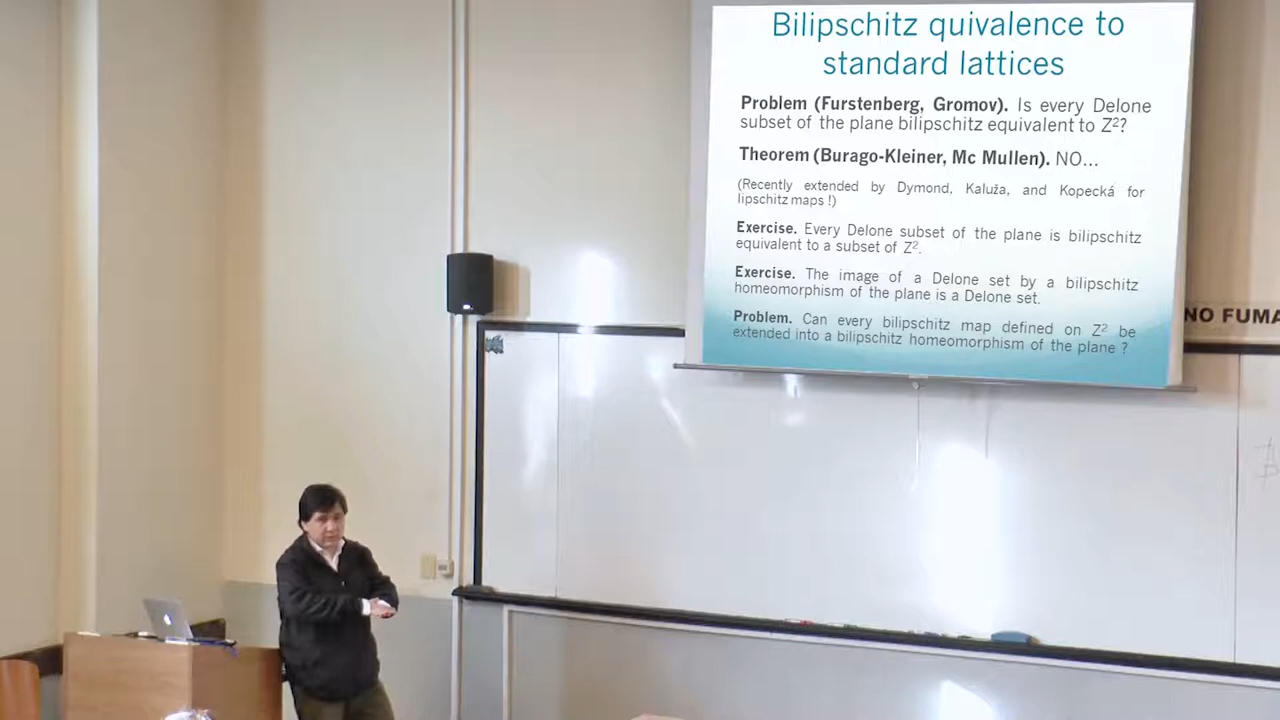 Bilipschitz quivalence to
standard lattices
Problem (Furstenberg, Gromov). Is every Delone
subset of the plane bilipschitz equivalent to Z²?
Theorem (Burago-Kleiner, Mc Mullen). NO...
(Recently extended by Dymond, Kaluža, and Kopecká for
lipschitz maps !)
Exercise. Every Delone subset of the plane is bilipschitz
equivalent to a subset of Z².
Exercise. The image of a Delone set by a bilipschitz
homeomorphism of the plane is a Delone set.
Problem. Can every bilipschitz map defined on Z² be
extended into a bilipschitz homeomorphism of the plane ?
NO FUMA